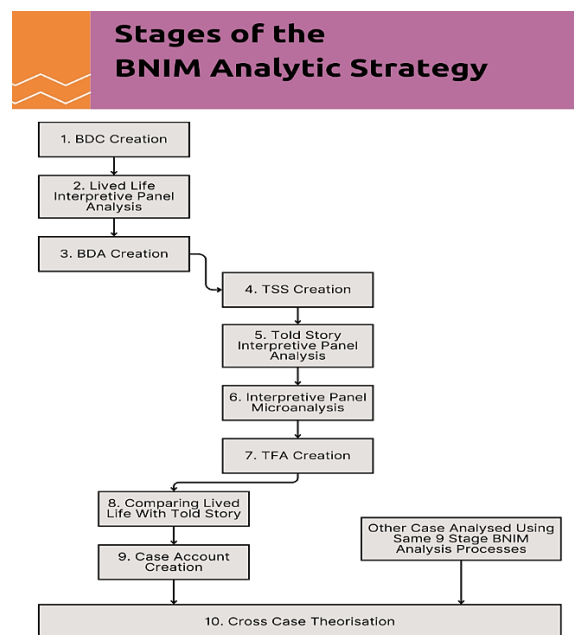 Stages of the
BNIM Analytic Strategy
1. BDC Creation
2. Lived Life
Interpretive Panel
Analysis
3. BDA Creation
4. TSS Creation
5. Told Story
Interpretive Panel
Analysis
6. Interpretive Panel
Microanalysis
7. TFA Creation
8. Comparing Lived
Life With Told Story
9. Case Account
Creation
Other Case Analysed Using
Same 9 Stage BNIM
Analysis Processes
10. Cross Case Theorisation